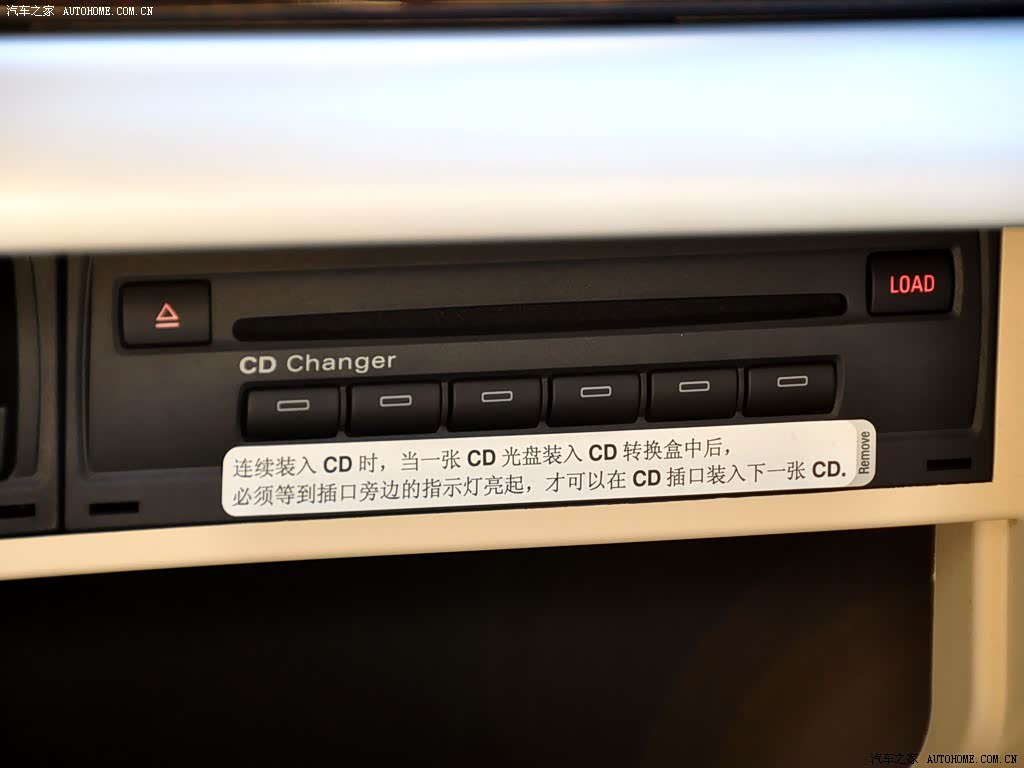 汽车之家 AUTOHOME.COM.CN
LOAD
CD Changer
连续装入 CD 时，当一张 CD 光盘装入 CD 转换盒中后，
必须等到插口旁边的指示灯亮起，才可以在 CD 插口装入下一张 CD.
Remove
汽车之家 AUTOHOME.COM.CN